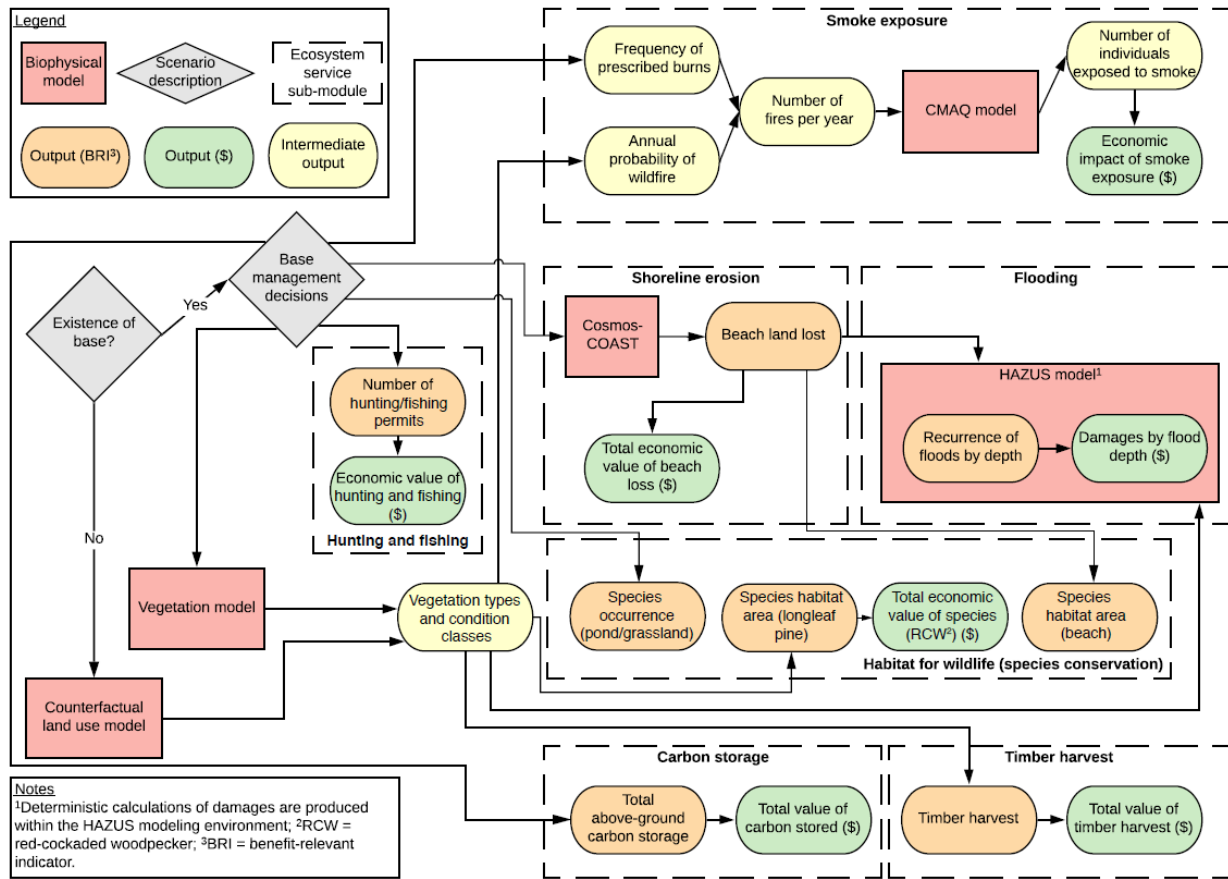 Legend
Biophysical
model
Scenario
description
Ecosystem
service
sub-module
Output (BRI³)
Output ($)
Intermediate
output
Smoke exposure
Frequency of
prescribed burns
Annual
probability of
wildfire
Number of
fires per year
CMAQ model
Number of
individuals
exposed to smoke
Economic
impact of smoke
exposure ($)
Existence of
base?
Yes
No
Base
management
decisions
Number of
hunting/fishing
permits
Economic value of
hunting and fishing
($)
Hunting and fishing
Shoreline erosion
Cosmos-
COAST
Beach land lost
Total economic
value of beach
loss ($)
Flooding
HAZUS model¹
Recurrence of
floods by depth
Damages by flood
depth ($)
Vegetation model
Counterfactual
land use model
Vegetation types
and condition
classes
Species
occurrence
(pond/grassland)
Species habitat
area (longleaf
pine)
Total economic
value of species
(RCW²) ($)
Species
habitat area
(beach)
Habitat for wildlife (species conservation)
Carbon storage
Total
above-ground
carbon storage
Total value of
carbon stored ($)
Timber harvest
Timber harvest
Total value of
timber harvest ($)
Notes
¹Deterministic calculations of damages are produced
within the HAZUS modeling environment; ²RCW =
red-cockaded woodpecker; ³BRI = benefit-relevant
indicator.